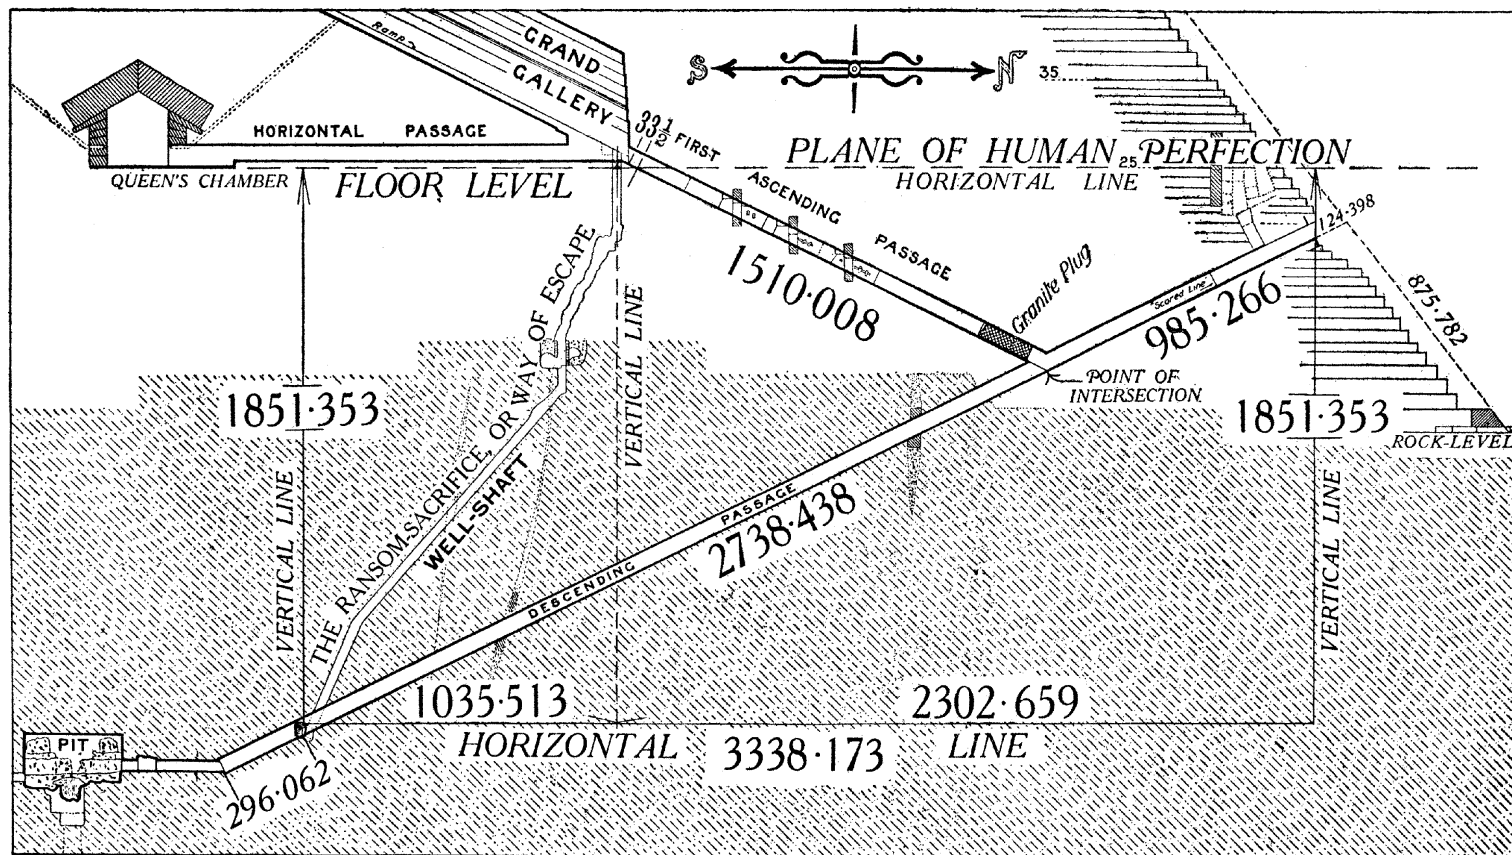 GRAND
GALLERY
Ramp
S
N
35
HORIZONTAL PASSAGE
33½
FIRST
ASCENDING
PASSAGE
PLANE OF HUMAN PERFECTION
25
QUEEN'S CHAMBER
FLOOR LEVEL
HORIZONTAL LINE
124·398
1510·008
Granite Plug
"Scored Line"
985·266
875·782
POINT OF
INTERSECTION
1851·353
1851·353
ROCK-LEVEL
VERTICAL LINE
THE RANSOM-SACRIFICE, OR WAY OF ESCAPE
WELL-SHAFT
VERTICAL LINE
VERTICAL LINE
DESCENDING PASSAGE
2738·438
1035·513
2302·659
HORIZONTAL LINE
3338·173
PIT
296·062